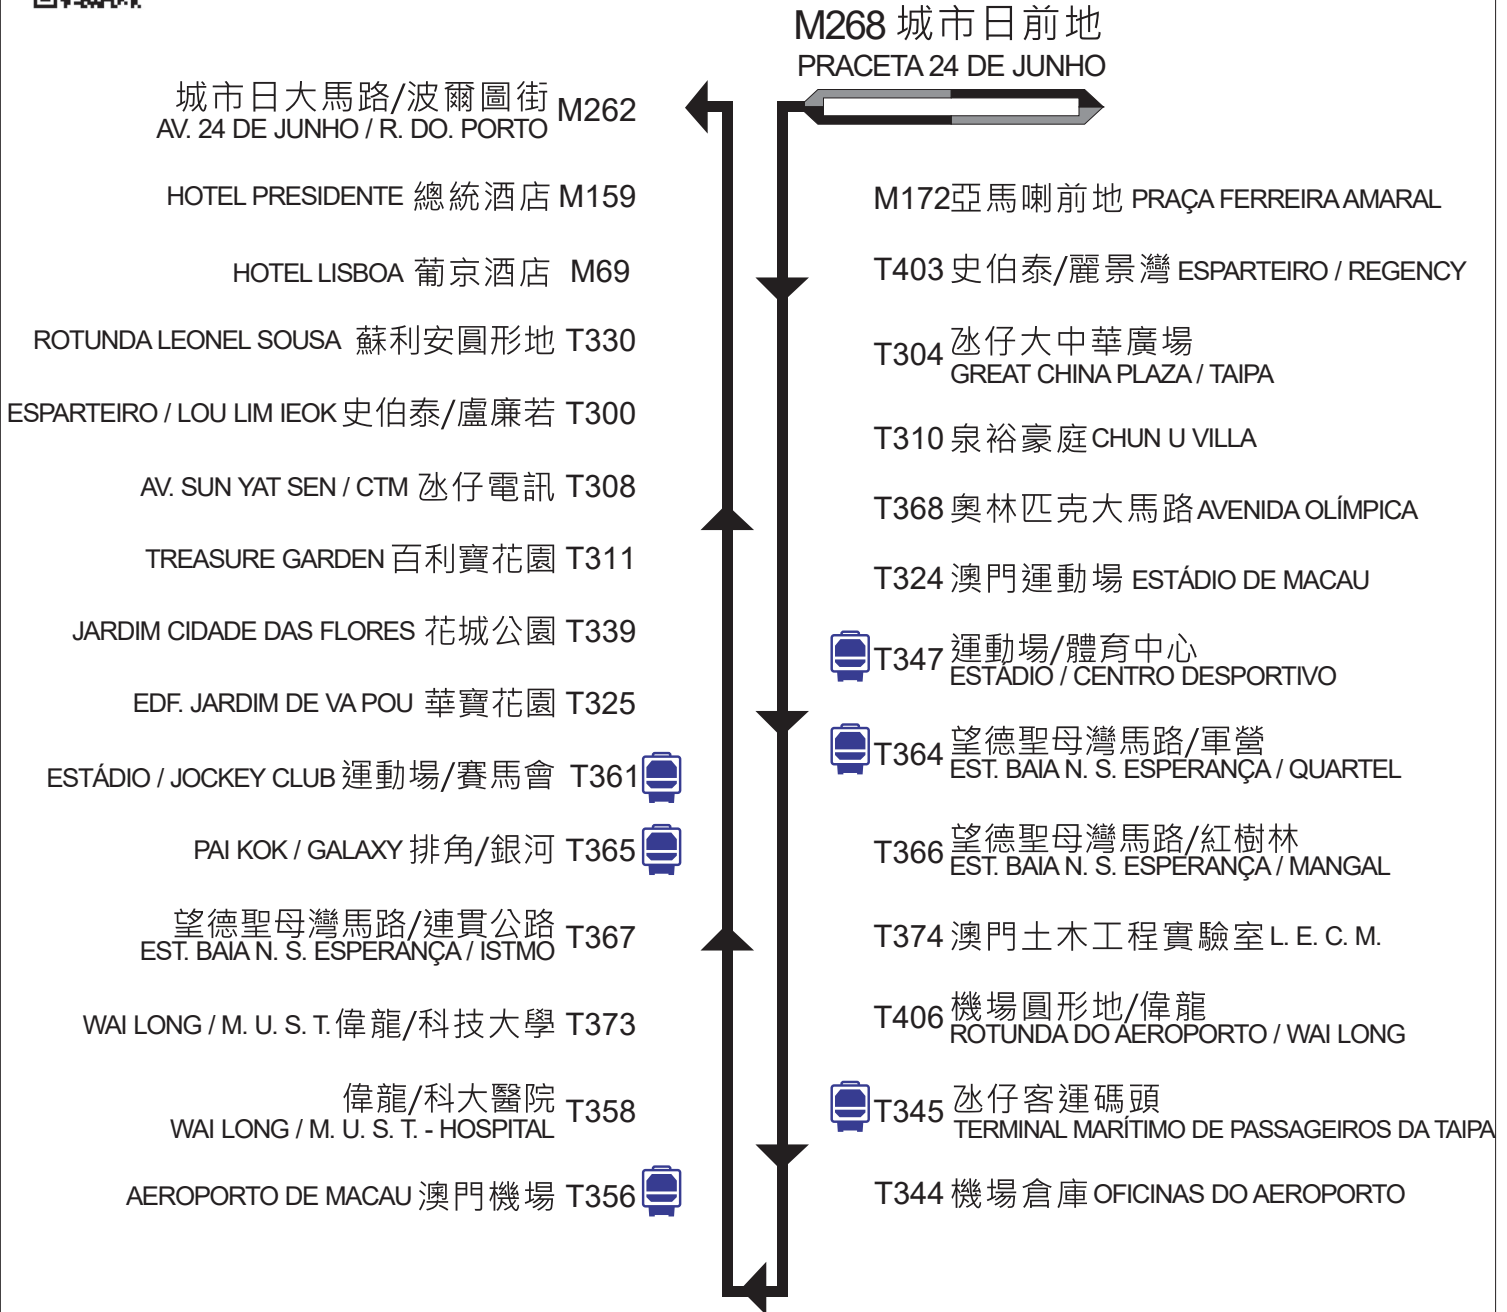 M268 城市日前地
PRACETA 24 DE JUNHO
城市日大馬路/波爾圖街
AV. 24 DE JUNHO / R. DO. PORTO M262
HOTEL PRESIDENTE 總統酒店 M159
HOTEL LISBOA 葡京酒店 M69
ROTUNDA LEONEL SOUSA 蘇利安圓形地 T330
ESPARTEIRO / LOU LIM IEOK 史伯泰/盧廉若 T300
AV. SUN YAT SEN / CTM 氹仔電訊 T308
TREASURE GARDEN 百利寶花園 T311
JARDIM CIDADE DAS FLORES 花城公園 T339
EDF. JARDIM DE VA POU 華寶花園 T325
ESTÁDIO / JOCKEY CLUB 運動場/賽馬會 T361
PAI KOK / GALAXY 排角/銀河 T365
望德聖母灣馬路/連貫公路
EST. BAIA N. S. ESPERANÇA / ISTMO T367
WAI LONG / M. U. S. T. 偉龍/科技大學 T373
偉龍/科大醫院
WAI LONG / M. U. S. T. - HOSPITAL T358
AEROPORTO DE MACAU 澳門機場 T356
M172 亞馬喇前地 PRAÇA FERREIRA AMARAL
T403 史伯泰/麗景灣 ESPARTEIRO / REGENCY
T304 氹仔大中華廣場
GREAT CHINA PLAZA / TAIPA
T310 泉裕豪庭 CHUN U VILLA
T368 奧林匹克大馬路 AVENIDA OLÍMPICA
T324 澳門運動場 ESTÁDIO DE MACAU
T347 運動場/體育中心
ESTÁDIO / CENTRO DESPORTIVO
T364 望德聖母灣馬路/軍營
EST. BAIA N. S. ESPERANÇA / QUARTEL
T366 望德聖母灣馬路/紅樹林
EST. BAIA N. S. ESPERANÇA / MANGAL
T374 澳門土木工程實驗室 L. E. C. M.
T406 機場圓形地/偉龍
ROTUNDA DO AEROPORTO / WAI LONG
T345 氹仔客運碼頭
TERMINAL MARÍTIMO DE PASSAGEIROS DA TAIPA
T344 機場倉庫 OFICINAS DO AEROPORTO